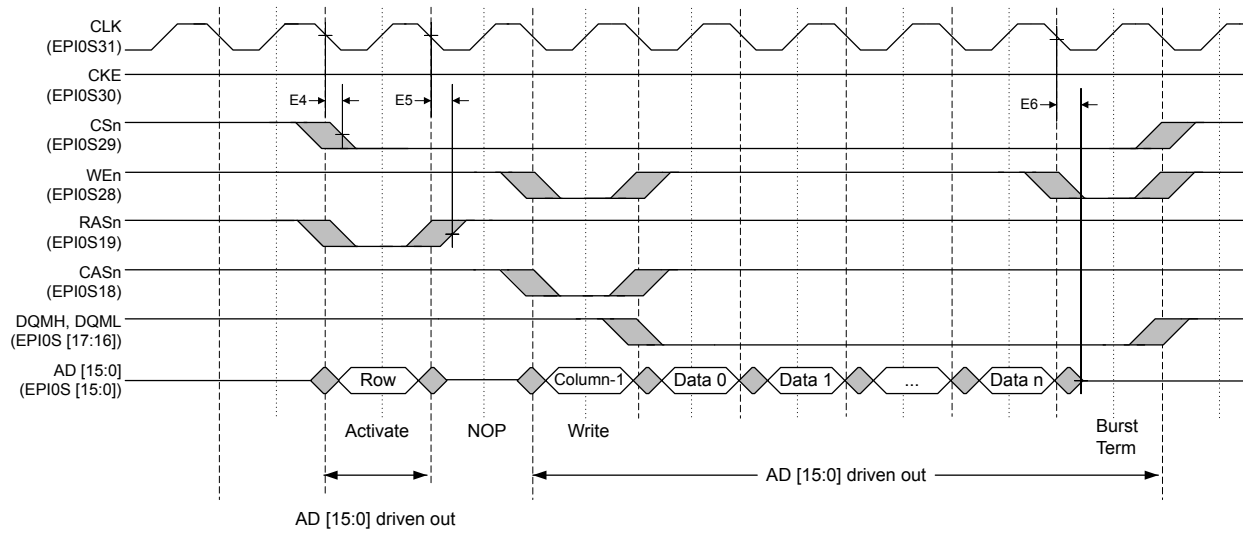 CLK
(EPI0S31)
CKE
(EPI0S30)
E4
E5
E6
CSn
(EPI0S29)
WEn
(EPI0S28)
RASn
(EPI0S19)
CASn
(EPI0S18)
DQMH, DQML
(EPI0S [17:16])
AD [15:0]
(EPI0S [15:0])
Row
Column-1
Data 0
Data 1
...
Data n
Activate
NOP
Write
Burst
Term
AD [15:0] driven out
AD [15:0] driven out